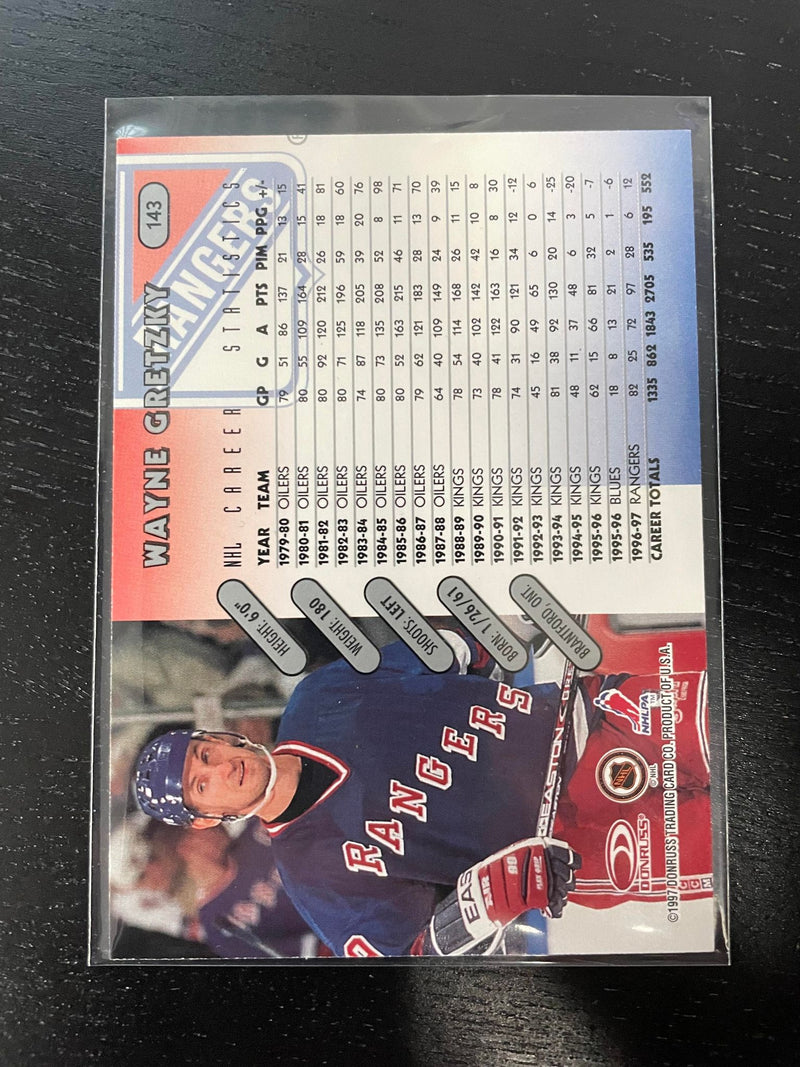 143
WAYNE GRETZKY
RANGERS
NHL CAREER STATISTICS
YEAR TEAM GP G A PTS PIM PPG +/-
1979-80 OILERS 79 51 86 137 21 13 15
1980-81 OILERS 80 55 109 164 28 15 41
1981-82 OILERS 80 92 120 212 26 18 81
1982-83 OILERS 80 71 125 196 59 18 60
1983-84 OILERS 74 87 118 205 39 20 76
1984-85 OILERS 80 73 135 208 52 8 98
1985-86 OILERS 80 52 163 215 46 11 71
1986-87 OILERS 79 62 121 183 28 13 70
1987-88 OILERS 64 40 109 149 24 9 39
1988-89 KINGS 78 54 114 168 26 11 15
1989-90 KINGS 73 40 102 142 42 10 8
1990-91 KINGS 78 41 122 163 16 8 30
1991-92 KINGS 74 31 90 121 34 12 -12
1992-93 KINGS 45 16 49 65 6 0 6
1993-94 KINGS 81 38 92 130 20 14 -25
1994-95 KINGS 48 11 37 48 6 3 -20
1995-96 KINGS 62 15 66 81 32 5 -7
1995-96 BLUES 18 8 13 21 2 1 -6
1996-97 RANGERS 82 25 72 97 28 6 12
CAREER TOTALS 1335 862 1843 2705 535 195 552
HEIGHT: 6'0"
WEIGHT: 180
SHOOTS: LEFT
BORN: 1/26/61
BRANTFORD, ONT.
RANGERS
EASTON
EAS
AIR
99
FLEX GRIP
DONRUSS
NHL
© NHL
NHLPA™
CCM
©1997 DONRUSS TRADING CARD CO. PRODUCT OF U.S.A.